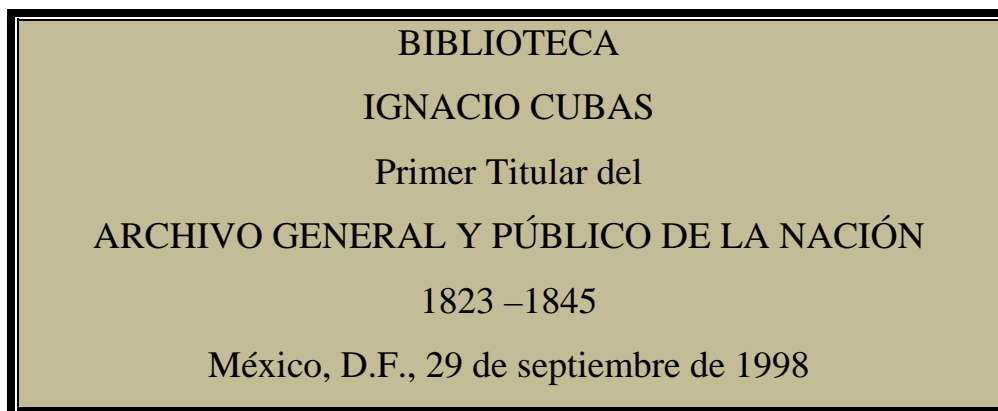 BIBLIOTECA
IGNACIO CUBAS
Primer Titular del
ARCHIVO GENERAL Y PÚBLICO DE LA NACIÓN
1823 –1845
México, D.F., 29 de septiembre de 1998